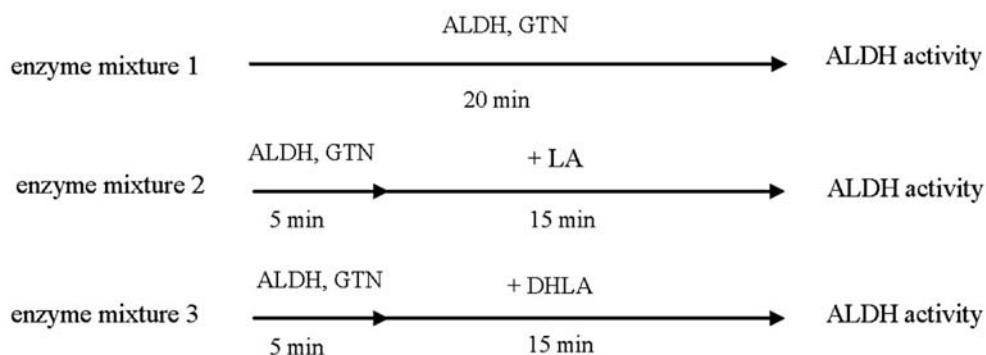 ALDH, GTN
enzyme mixture 1
ALDH activity
20 min
ALDH, GTN
+ LA
enzyme mixture 2
ALDH activity
5 min
15 min
ALDH, GTN
+ DHLA
enzyme mixture 3
ALDH activity
5 min
15 min